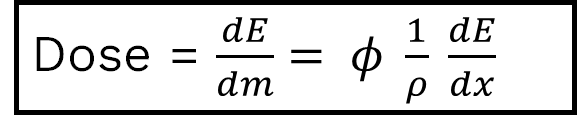 Dose = dE/dm = ϕ 1/ρ dE/dx